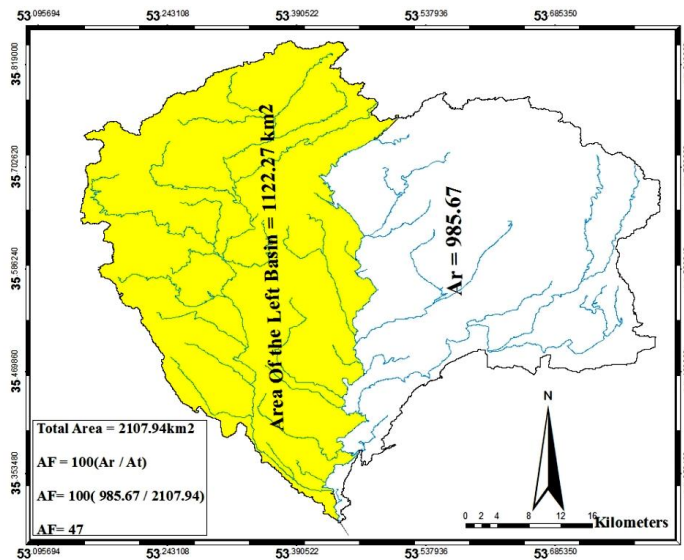 53.095694 53.243108 53.390522 53.537936 53.685350
35.819000
35.702620
35.586240
35.469860
35.353480
Area Of the Left Basin = 1122.27 km2
Ar = 985.67
Total Area = 2107.94km2
AF = 100(Ar / At)
AF= 100( 985.67 / 2107.94)
AF= 47
N
0 2 4 8 12 16
Kilometers
53.095694 53.243108 53.390522 53.537936 53.685350